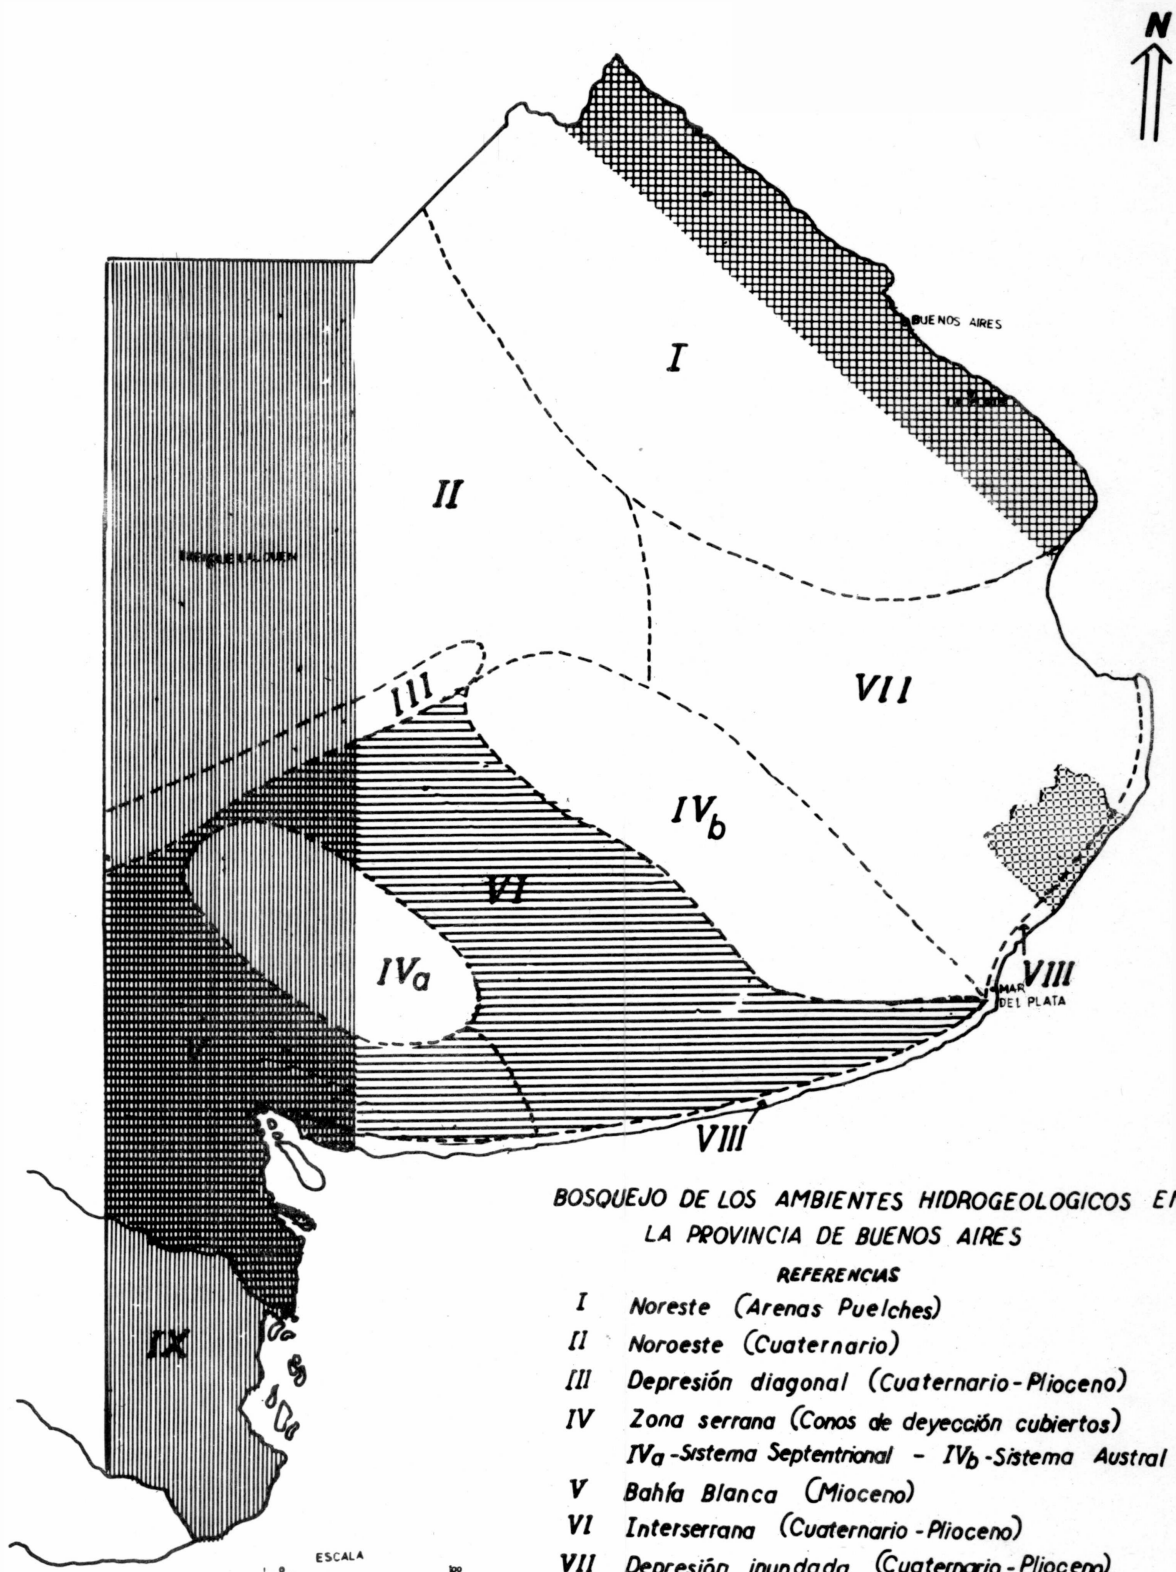 N
BUENOS AIRES
I
II
III
VII
IVb
VI
IVa
VIII
MAR
DEL PLATA
V
VIII
IX
BOSQUEJO DE LOS AMBIENTES HIDROGEOLOGICOS
LA PROVINCIA DE BUENOS AIRES
REFERENCIAS
I Noreste (Arenas Puelches)
II Noroeste (Cuaternario)
III Depresión diagonal (Cuaternario-Plioceno)
IV Zona serrana (Conos de deyección cubiertos)
IVa-Sistema Septentrional - IVb-Sistema Austral
V Bahía Blanca (Mioceno)
VI Interserrana (Cuaternario-Plioceno)
VII Depresión inundada (Cuaternario-Plioceno)
ESCALA
0 100